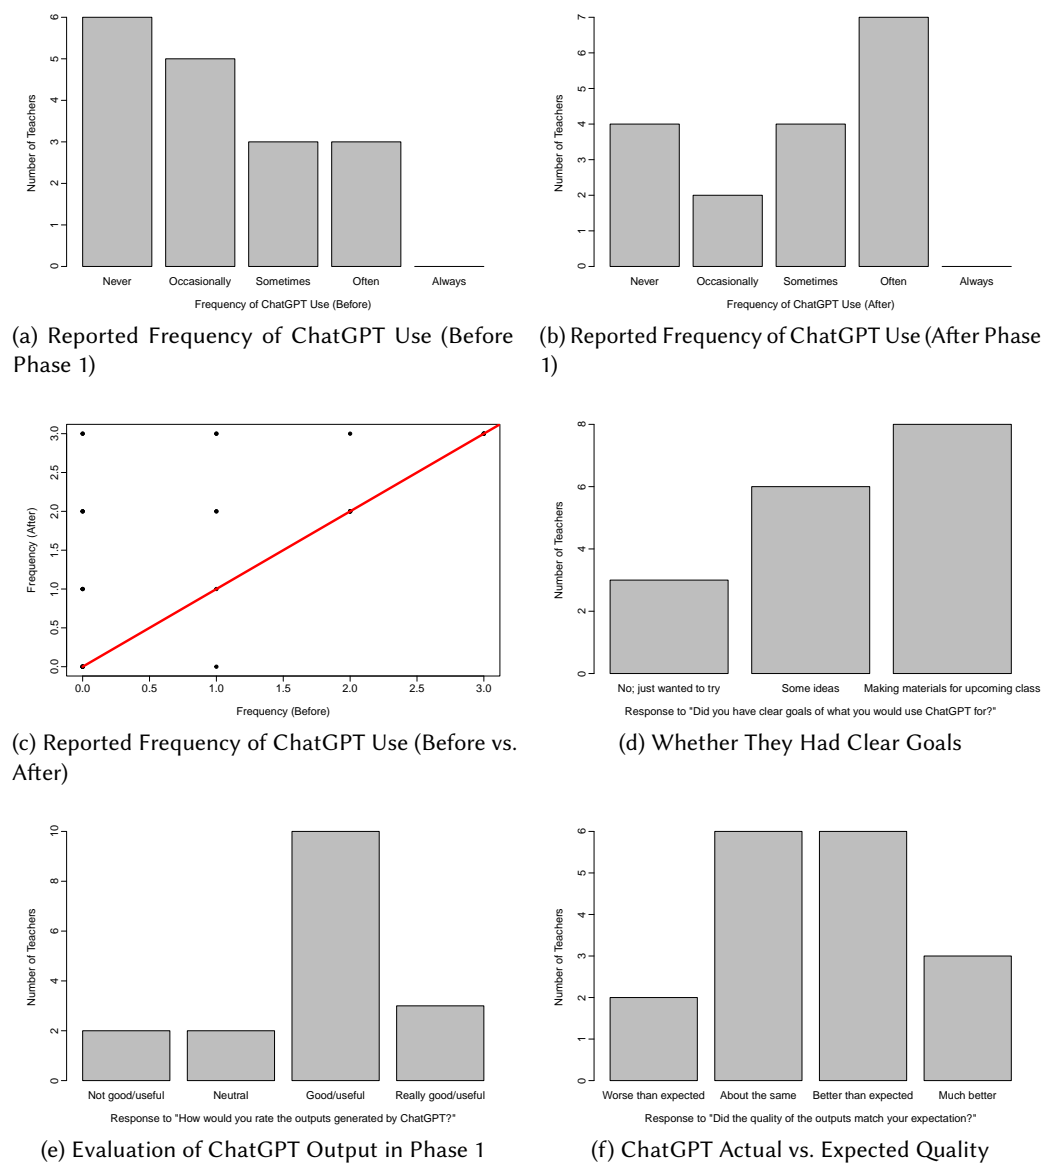 Number of Teachers
6
5
4
3
2
1
0
Never Occasionally Sometimes Often Always
Frequency of ChatGPT Use (Before)
(a) Reported Frequency of ChatGPT Use (Before
Phase 1)
Number of Teachers
7
6
5
4
3
2
1
0
Never Occasionally Sometimes Often Always
Frequency of ChatGPT Use (After)
(b) Reported Frequency of ChatGPT Use (After Phase
1)
Frequency (After)
3.0
2.5
2.0
1.5
1.0
0.5
0.0
0.0 0.5 1.0 1.5 2.0 2.5 3.0
Frequency (Before)
(c) Reported Frequency of ChatGPT Use (Before vs.
After)
Number of Teachers
8
6
4
2
0
No; just wanted to try Some ideas Making materials for upcoming class
Response to "Did you have clear goals of what you would use ChatGPT for?"
(d) Whether They Had Clear Goals
Number of Teachers
10
8
6
4
2
0
Not good/useful Neutral Good/useful Really good/useful
Response to "How would you rate the outputs generated by ChatGPT?"
(e) Evaluation of ChatGPT Output in Phase 1
Number of Teachers
6
5
4
3
2
1
0
Worse than expected About the same Better than expected Much better
Response to "Did the quality of the outputs match your expectation?"
(f) ChatGPT Actual vs. Expected Quality